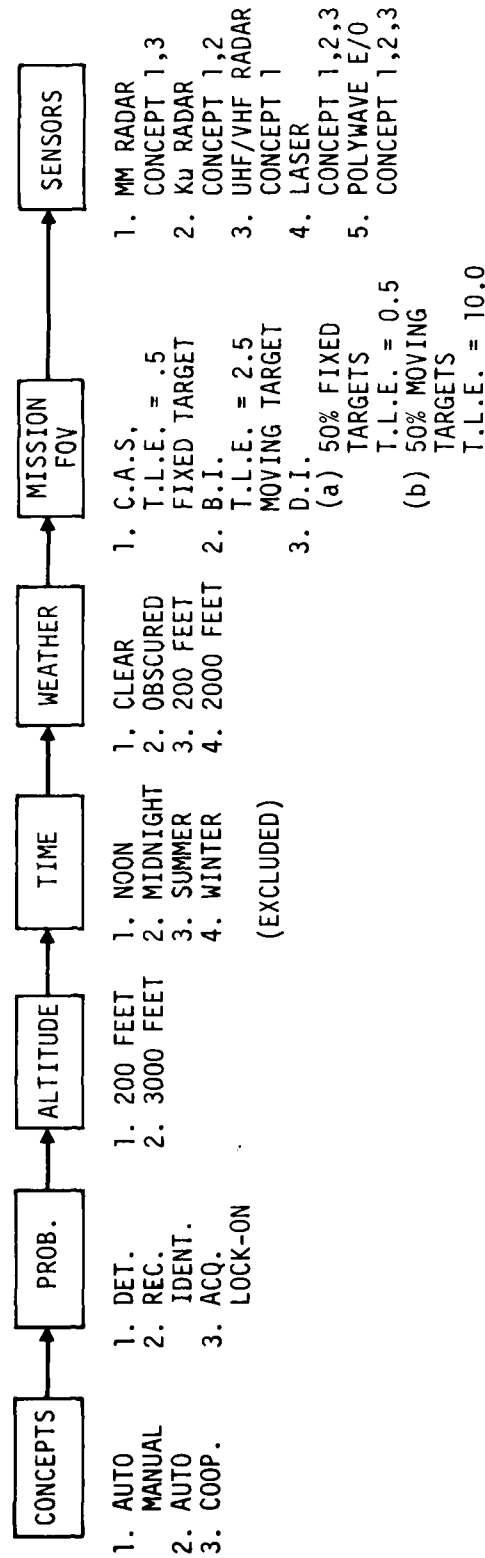 CONCEPTS
1. AUTO
MANUAL
2. AUTO
3. COOP.
PROB.
1. DET.
2. REC.
IDENT.
3. ACQ.
LOCK-ON
ALTITUDE
1. 200 FEET
2. 3000 FEET
TIME
1. NOON
2. MIDNIGHT
3. SUMMER
4. WINTER
(EXCLUDED)
WEATHER
1. CLEAR
2. OBSCURED
3. 200 FEET
4. 2000 FEET
MISSION
FOV
1. C.A.S.
T.L.E. = .5
FIXED TARGET
2. B.I.
T.L.E. = 2.5
MOVING TARGET
3. D.I.
(a) 50% FIXED
TARGETS
T.L.E. = 0.5
(b) 50% MOVING
TARGETS
T.L.E. = 10.0
SENSORS
1. MM RADAR
CONCEPT 1,3
2. Ku RADAR
CONCEPT 1,2
3. UHF/VHF RADAR
CONCEPT 1
4. LASER
CONCEPT 1,2,3
5. POLYWAVE E/O
CONCEPT 1,2,3